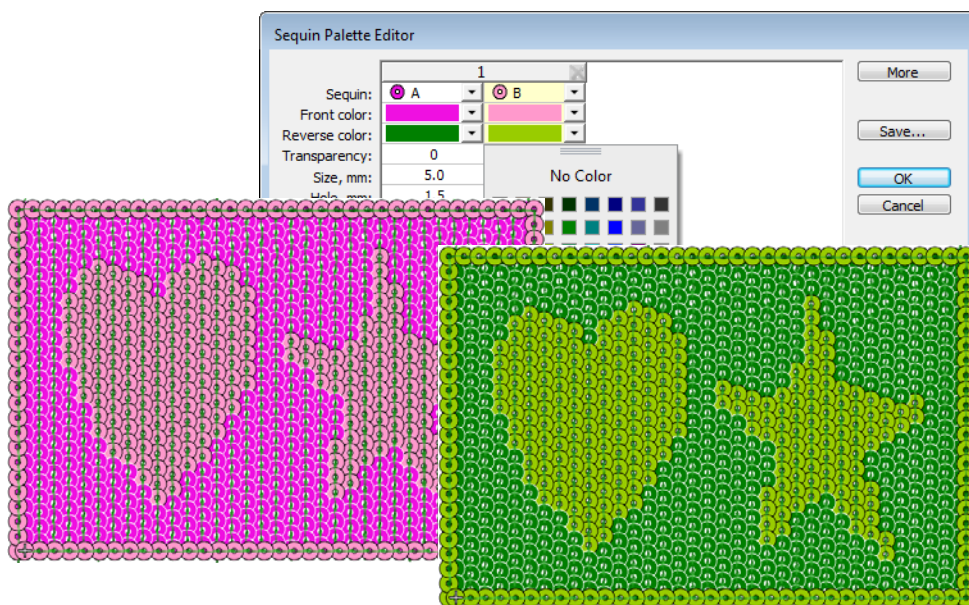 Sequin Palette Editor
1
More
Sequin: A B
Front color:
Reverse color:
Save...
Transparency: 0
Size, mm: 5.0
No Color
OK
Hole, mm: 1.5
Cancel